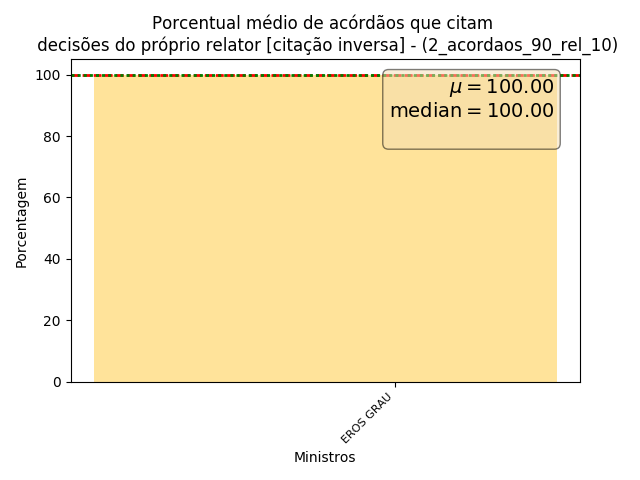 Porcentual médio de acórdãos que citam
decisões do próprio relator [citação inversa] - (2_acordaos_90_rel_10)
μ = 100.00
median = 100.00
Porcentagem
100
80
60
40
20
0
EROS GRAU
Ministros